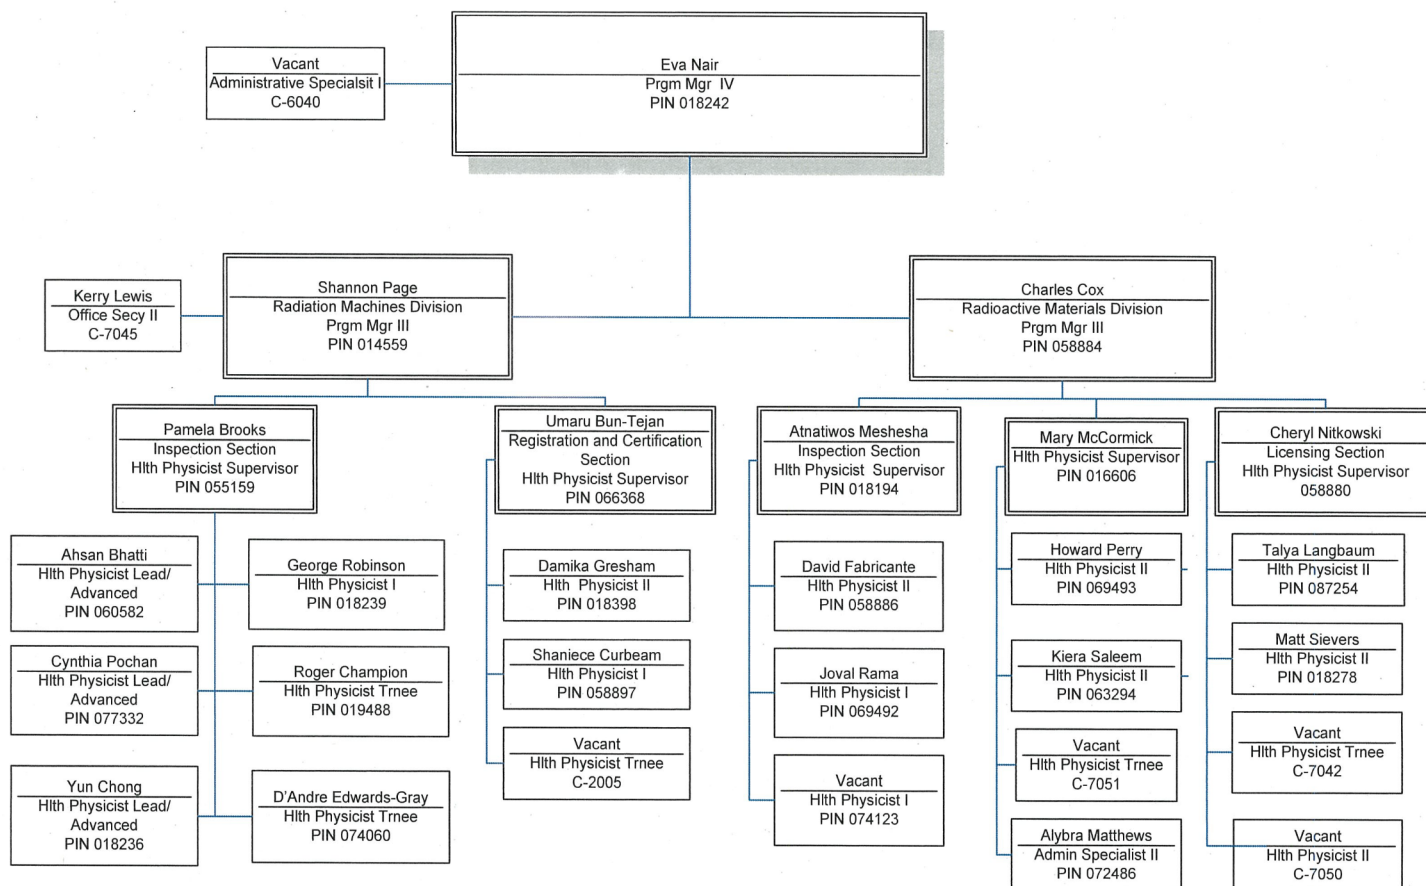 Vacant
Administrative Specialsit I
C-6040
Eva Nair
Prgm Mgr IV
PIN 018242
Kerry Lewis
Office Secy II
C-7045
Shannon Page
Radiation Machines Division
Prgm Mgr III
PIN 014559
Charles Cox
Radioactive Materials Division
Prgm Mgr III
PIN 058884
Pamela Brooks
Inspection Section
Hlth Physicist Supervisor
PIN 055159
Umaru Bun-Tejan
Registration and Certification
Section
Hlth Physicist Supervisor
PIN 066368
Atnatiwos Meshesha
Inspection Section
Hlth Physicist Supervisor
PIN 018194
Mary McCormick
Hlth Physicist Supervisor
PIN 016606
Cheryl Nitkowski
Licensing Section
Hlth Physicist Supervisor
058880
Ahsan Bhatti
Hlth Physicist Lead/
Advanced
PIN 060582
George Robinson
Hlth Physicist I
PIN 018239
Cynthia Pochan
Hlth Physicist Lead/
Advanced
PIN 077332
Roger Champion
Hlth Physicist Trnee
PIN 019488
Yun Chong
Hlth Physicist Lead/
Advanced
PIN 018236
D'Andre Edwards-Gray
Hlth Physicist Trnee
PIN 074060
Damika Gresham
Hlth Physicist II
PIN 018398
Shaniece Curbeam
Hlth Physicist I
PIN 058897
Vacant
Hlth Physicist Trnee
C-2005
David Fabricante
Hlth Physicist II
PIN 058886
Joval Rama
Hlth Physicist I
PIN 069492
Vacant
Hlth Physicist I
PIN 074123
Howard Perry
Hlth Physicist II
PIN 069493
Kiera Saleem
Hlth Physicist II
PIN 063294
Vacant
Hlth Physicist Trnee
C-7051
Alybra Matthews
Admin Specialist II
PIN 072486
Talya Langbaum
Hlth Physicist II
PIN 087254
Matt Sievers
Hlth Physicist II
PIN 018278
Vacant
Hlth Physicist Trnee
C-7042
Vacant
Hlth Physicist II
C-7050